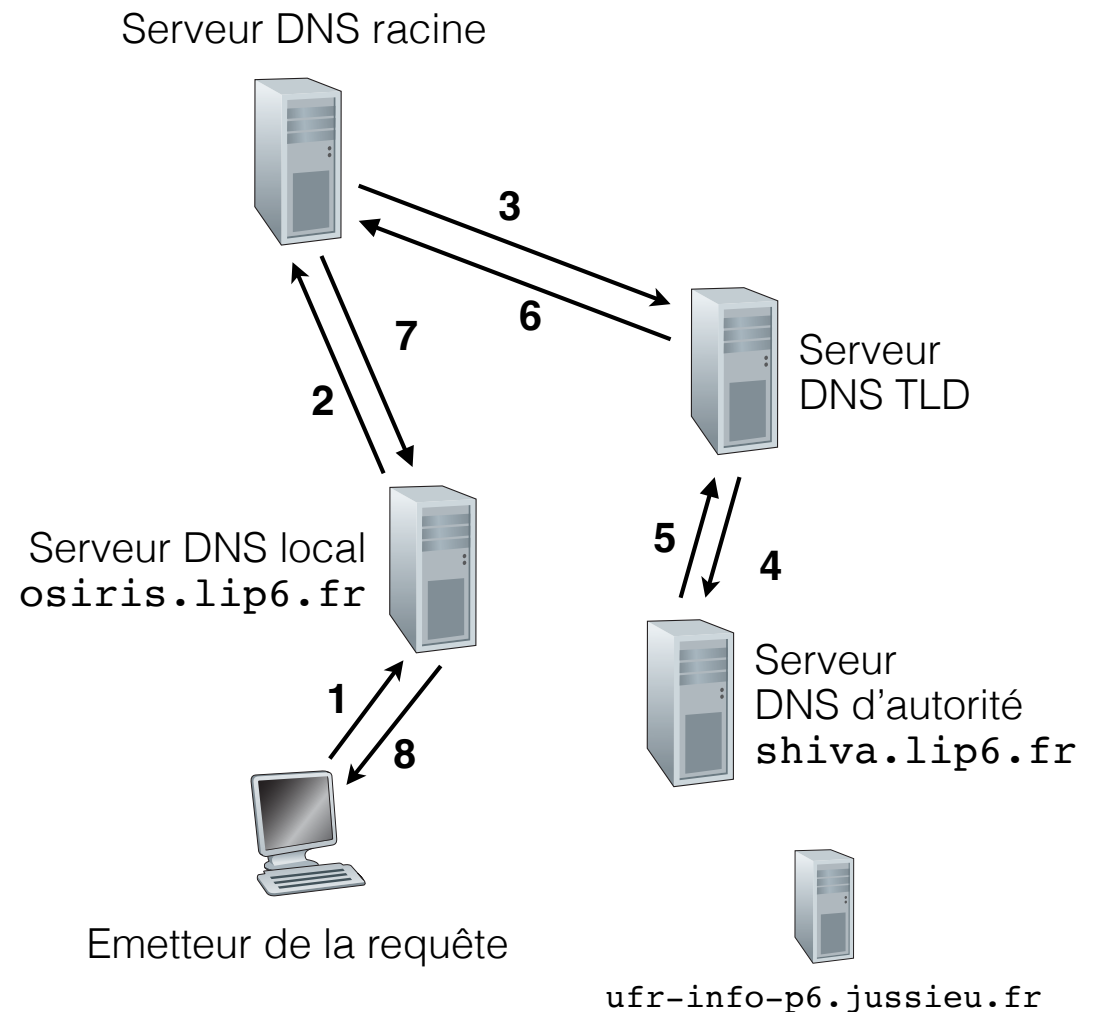 Serveur DNS racine
3
6
7
2
Serveur
DNS TLD
Serveur DNS local
osiris.lip6.fr
5
4
1
8
Serveur
DNS d'autorité
shiva.lip6.fr
Emetteur de la requête
ufr-info-p6.jussieu.fr